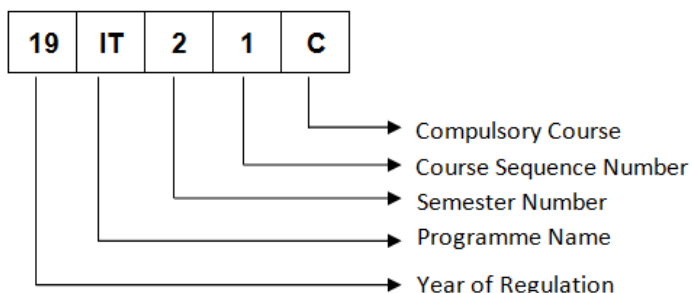 19 IT 2 1 C
Compulsory Course
Course Sequence Number
Semester Number
Programme Name
Year of Regulation